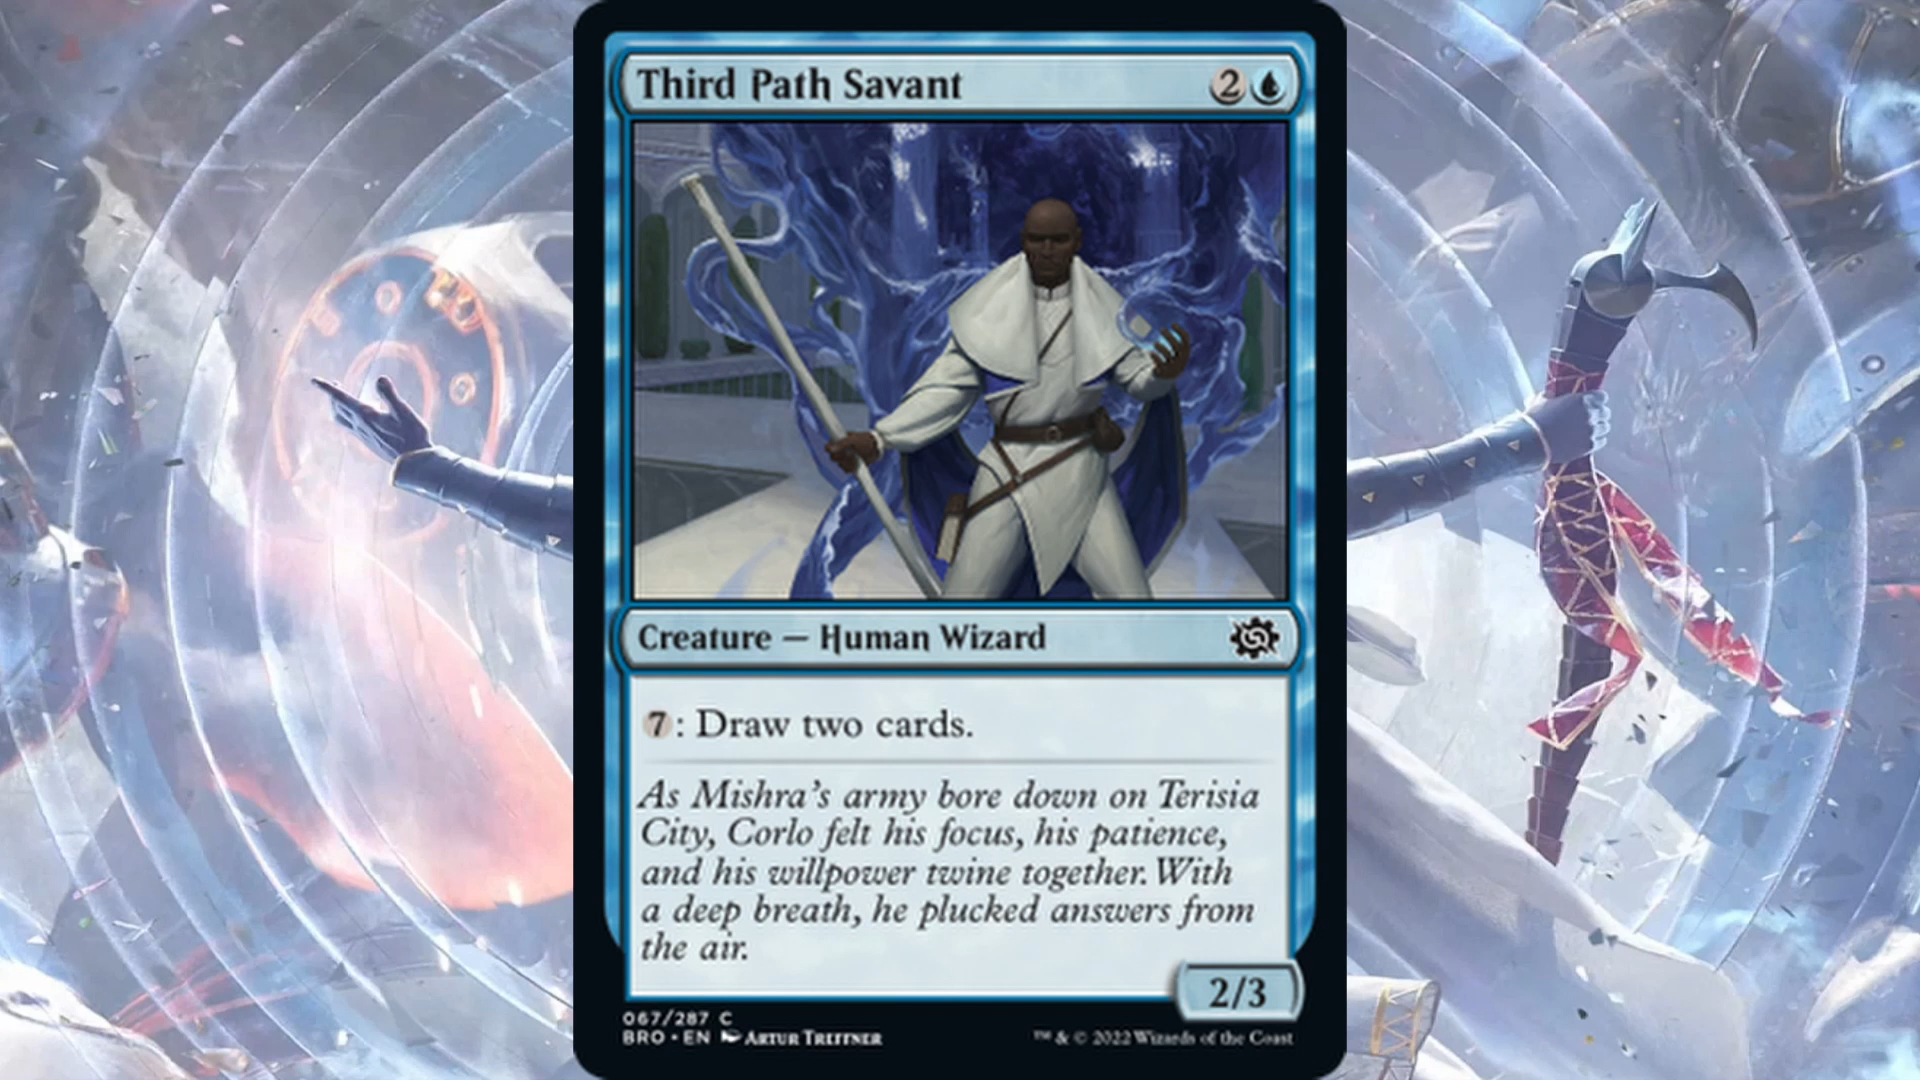 Third Path Savant 2
Creature — Human Wizard
7: Draw two cards.
As Mishra's army bore down on Terisia
City, Corlo felt his focus, his patience,
and his willpower twine together. With
a deep breath, he plucked answers from
the air.
2/3
067/287 C
BRO • EN Artur Treffner
™ & © 2022 Wizards of the Coast